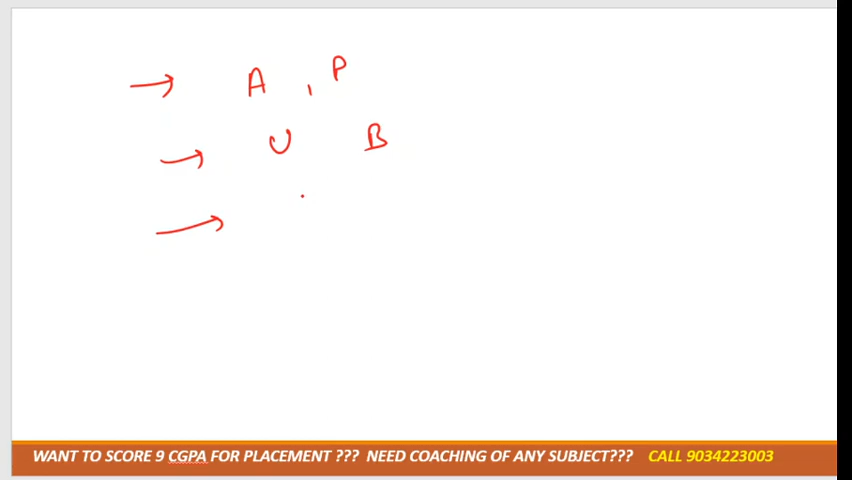 → A , P
→ U B
→
WANT TO SCORE 9 CGPA FOR PLACEMENT ??? NEED COACHING OF ANY SUBJECT??? CALL 9034223003